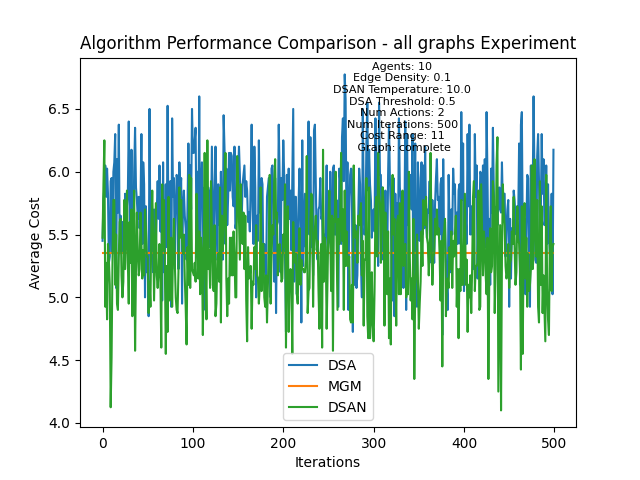 Algorithm Performance Comparison - all graphs Experiment
Agents: 10
Edge Density: 0.1
DSAN Temperature: 10.0
DSA Threshold: 0.5
Num Actions: 2
Num Iterations: 500
Cost Range: 11
Graph: complete
Average Cost
6.5
6.0
5.5
5.0
4.5
4.0
DSA
MGM
DSAN
0
100
200
300
400
500
Iterations